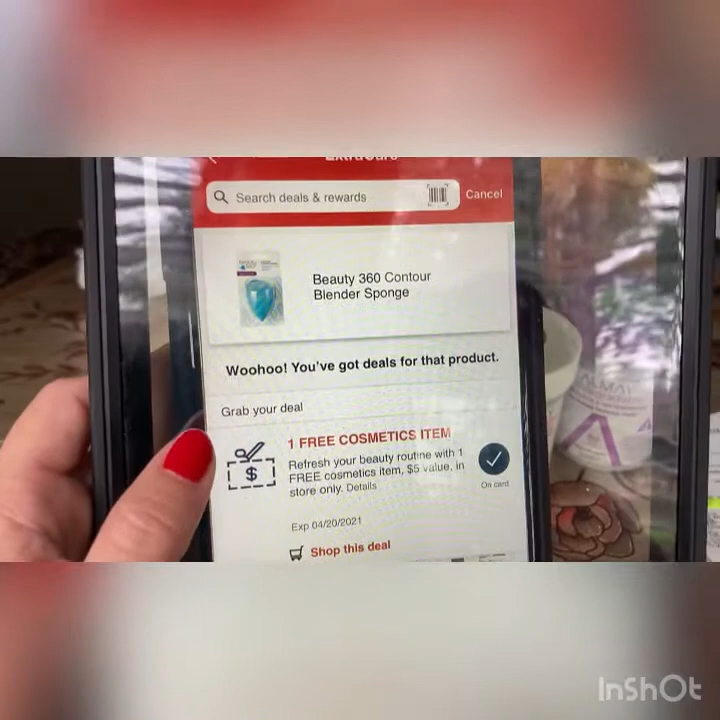 ExtraCare
Search deals & rewards
Cancel
Beauty 360 Contour
Blender Sponge
Woohoo! You've got deals for that product.
Grab your deal
1 FREE COSMETICS ITEM
Refresh your beauty routine with 1
FREE cosmetics item, $5 value, in
store only. Details
$
On card
Exp 04/20/2021
Shop this deal
ALMAY
InShOt